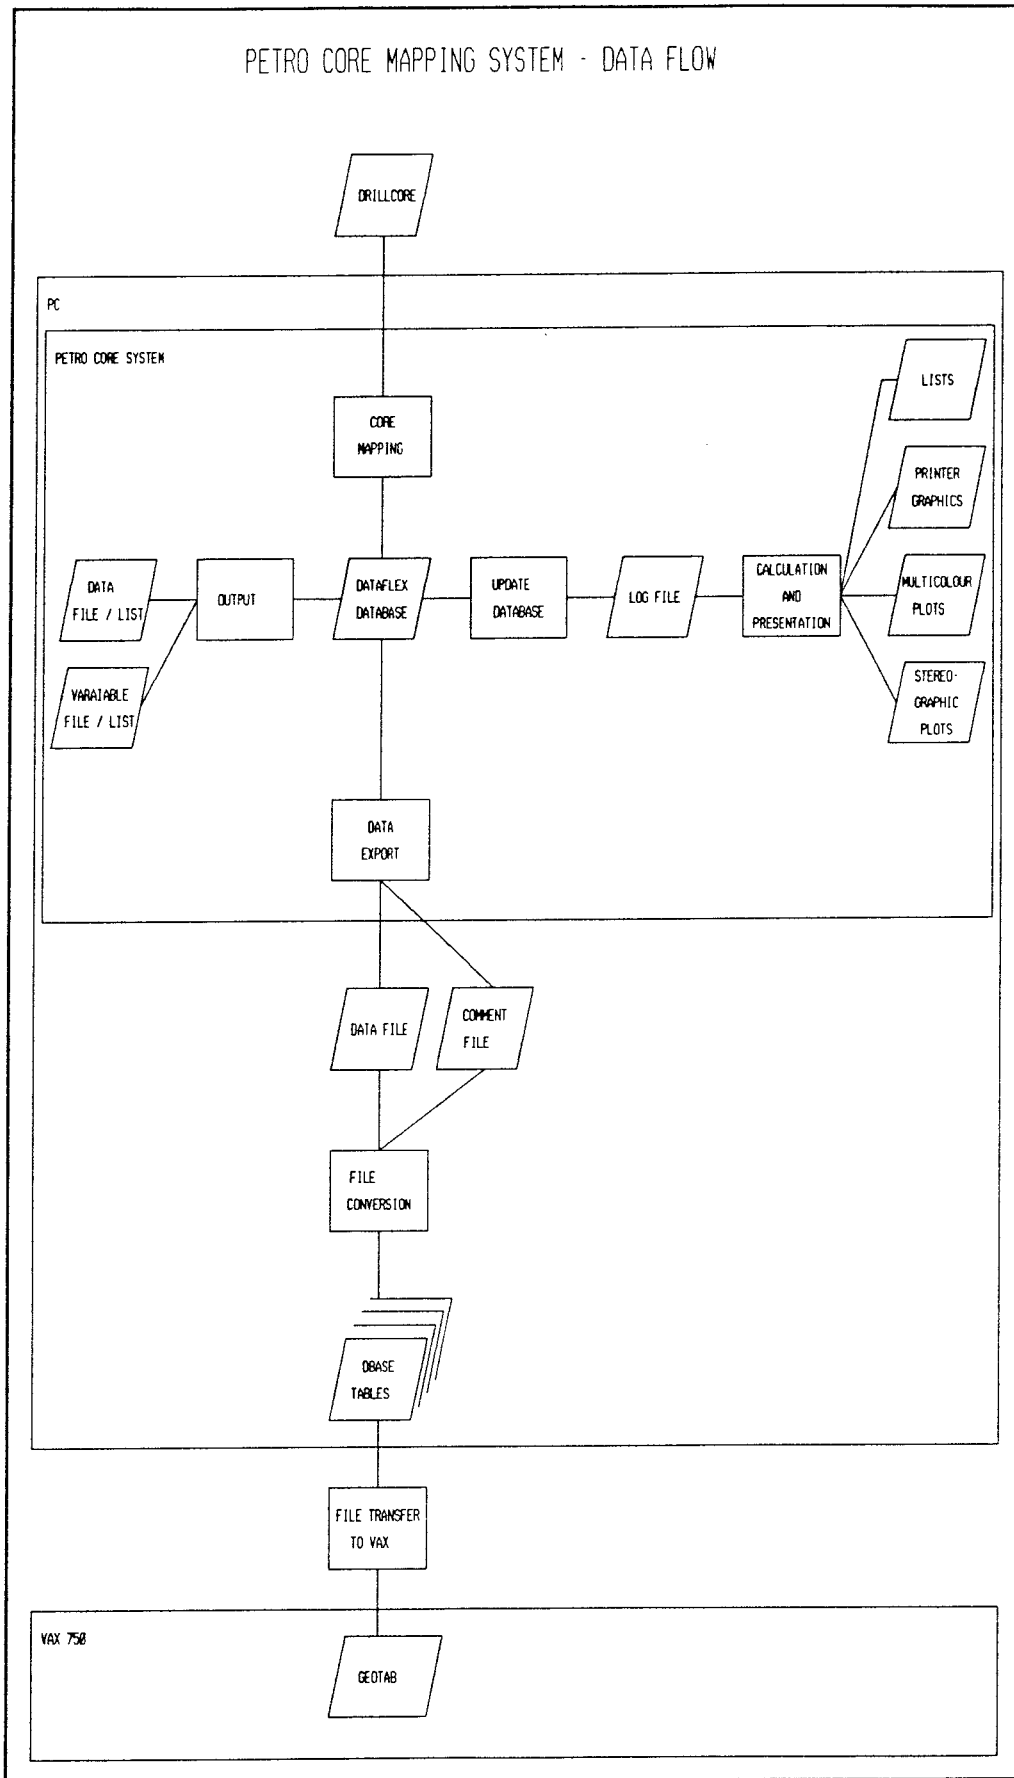 PETRO CORE MAPPING SYSTEM - DATA FLOW
DRILLCORE
PC
PETRO CORE SYSTEM
LISTS
CORE
MAPPING
PRINTER
GRAPHICS
DATA
FILE / LIST
OUTPUT
DATAFLEX
DATABASE
UPDATE
DATABASE
LOG FILE
CALCULATION
AND
PRESENTATION
MULTICOLOUR
PLOTS
VARAIABLE
FILE / LIST
STEREO-
GRAPHIC
PLOTS
DATA
EXPORT
DATA FILE
COMMENT
FILE
FILE
CONVERSION
DBASE
TABLES
FILE TRANSFER
TO VAX
VAX 750
GEOTAB